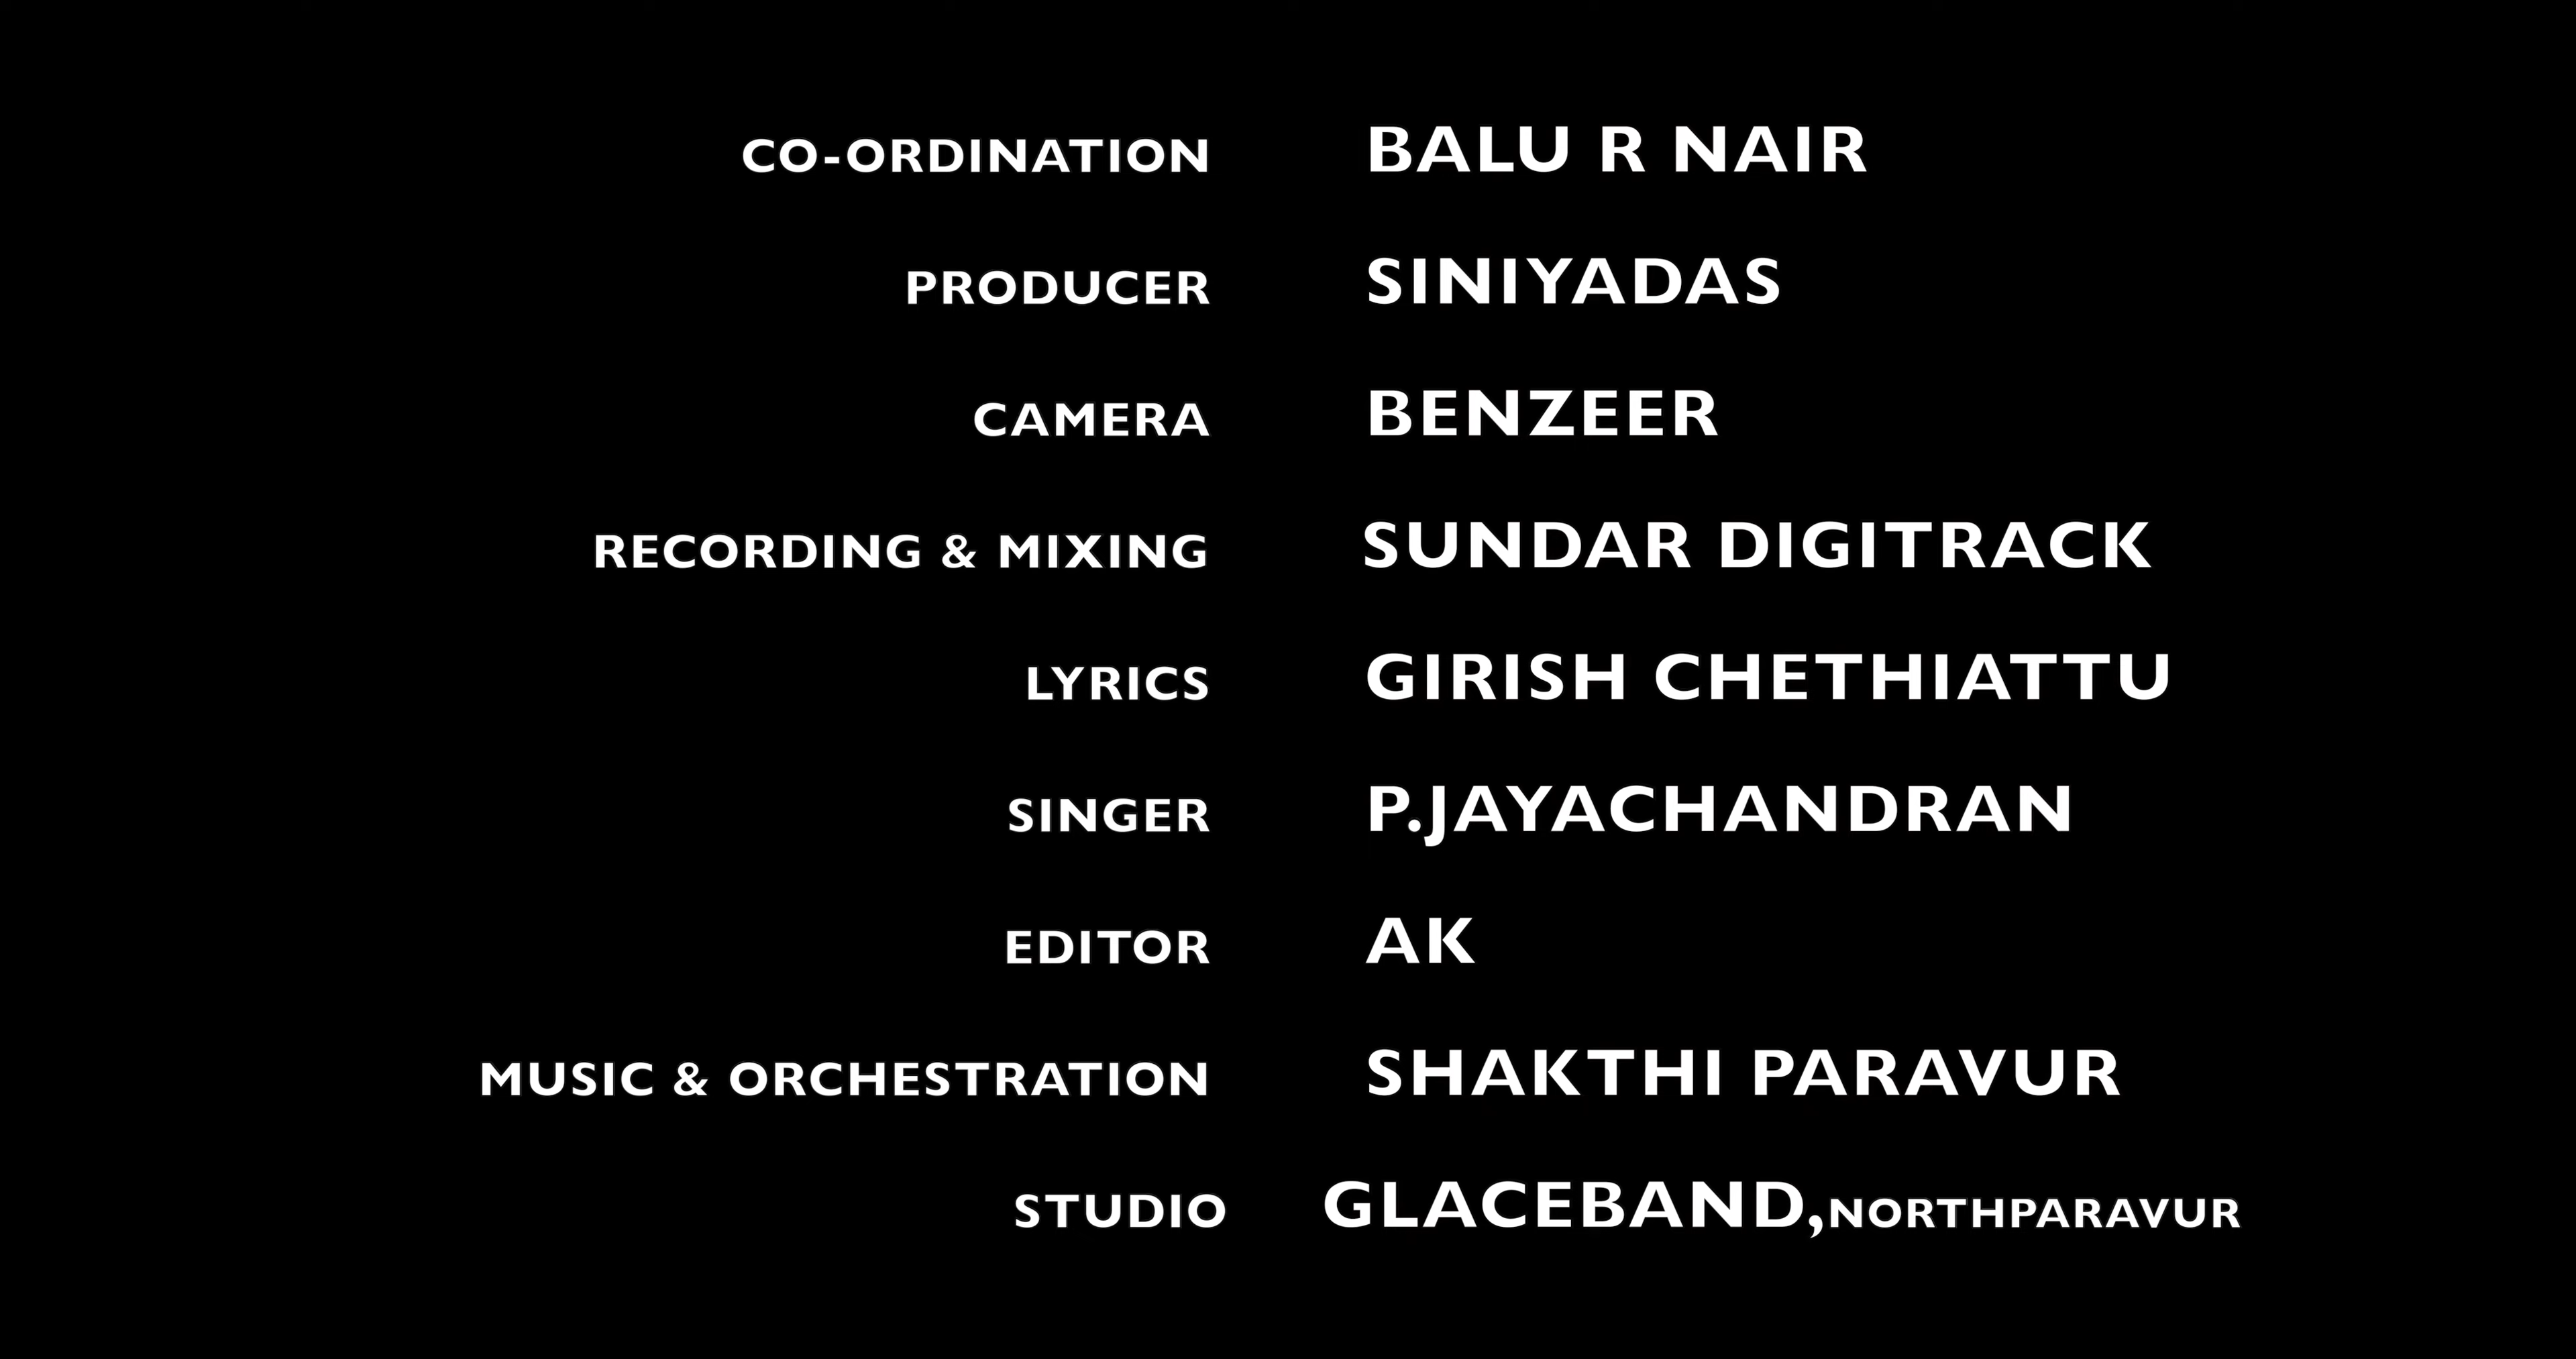 CO-ORDINATION BALU R NAIR
PRODUCER SINIYADAS
CAMERA BENZEER
RECORDING & MIXING SUNDAR DIGITRACK
LYRICS GIRISH CHETHIATTU
SINGER P.JAYACHANDRAN
EDITOR AK
MUSIC & ORCHESTRATION SHAKTHI PARAVUR
STUDIO GLACEBAND,NORTHPARAVUR